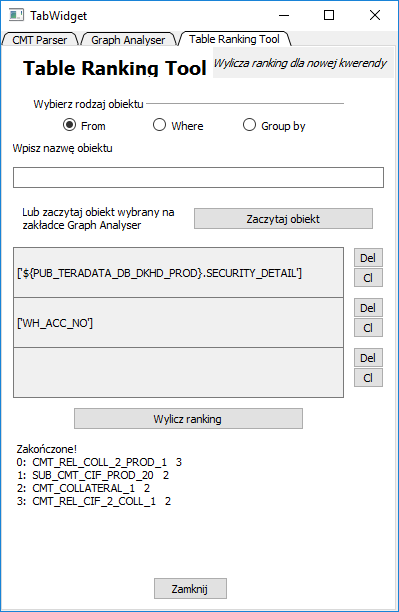 TabWidget
CMT Parser
Graph Analyser
Table Ranking Tool
Table Ranking Tool
Wylicza ranking dla nowej kwerendy
Wybierz rodzaj obiektu
From
Where
Group by
Wpisz nazwę obiektu
Lub zaczytaj obiekt wybrany na
zakładce Graph Analyser
Zaczytaj obiekt
['${PUB_TERADATA_DB_DKHD_PROD}.SECURITY_DETAIL']
Del
Cl
['WH_ACC_NO']
Del
Cl
Del
Cl
Wylicz ranking
Zakończone!
0: CMT_REL_COLL_2_PROD_1 3
1: SUB_CMT_CIF_PROD_20 2
2: CMT_COLLATERAL_1 2
3: CMT_REL_CIF_2_COLL_1 2
Zamknij